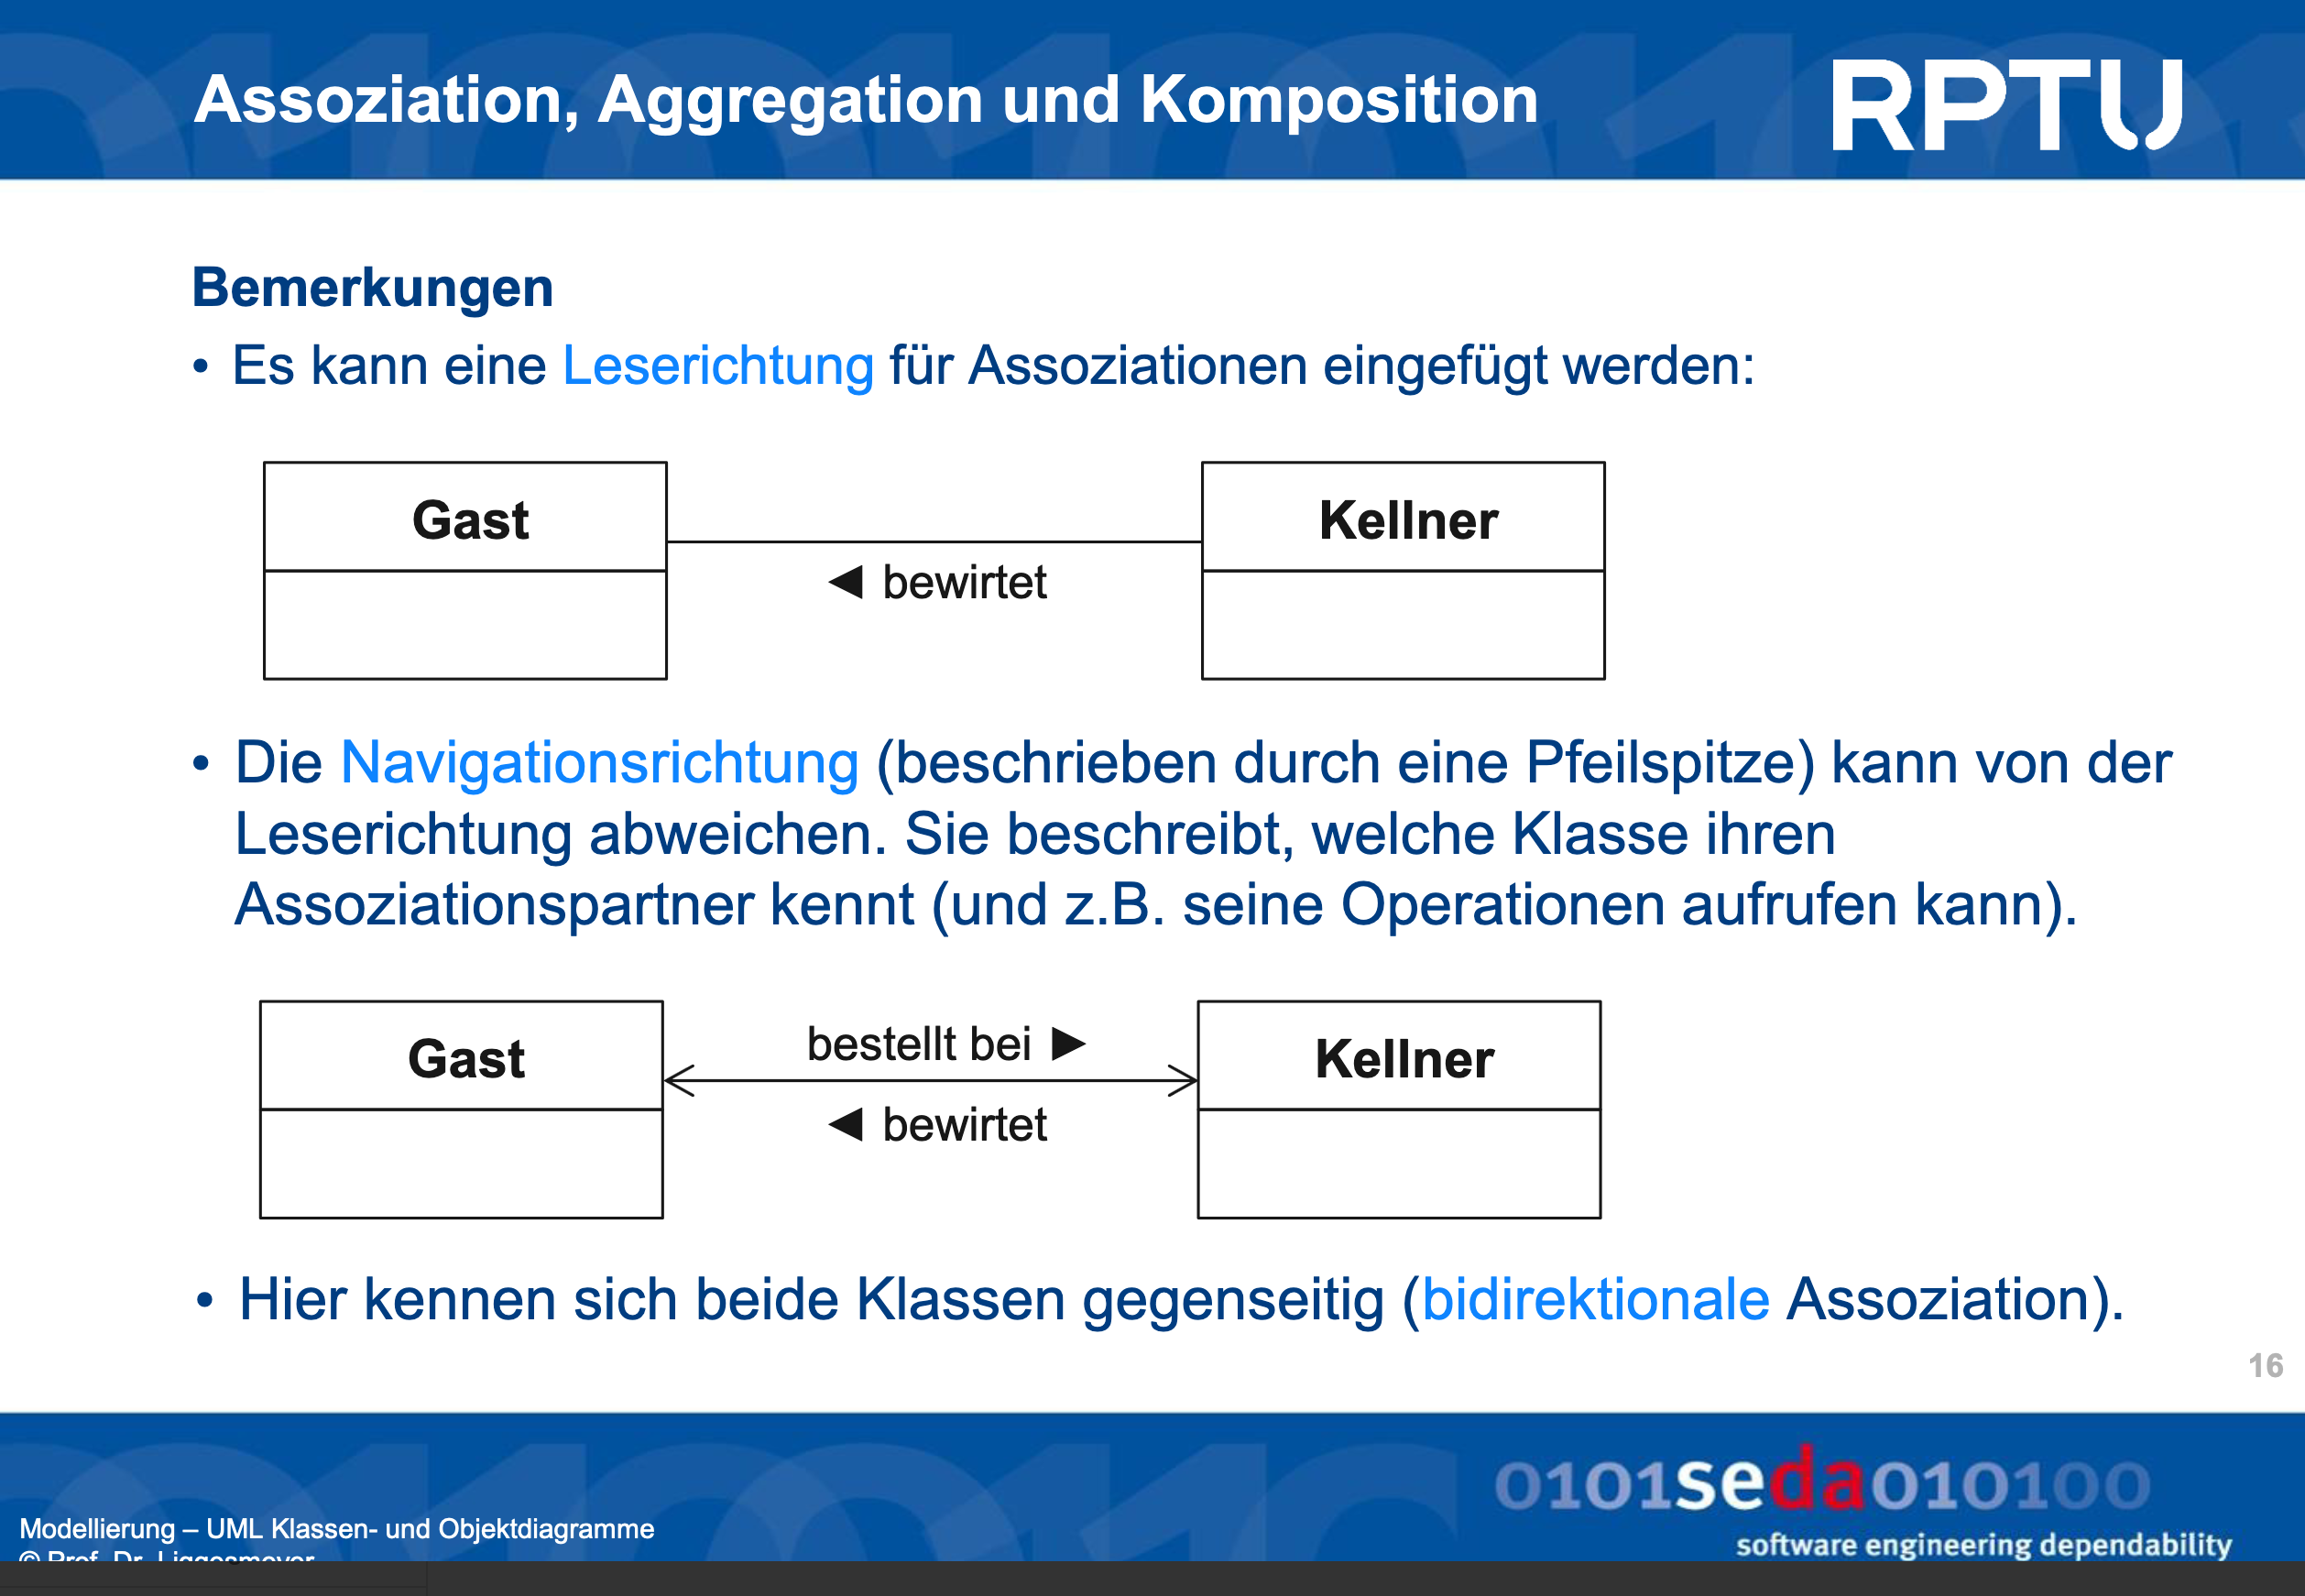 Assoziation, Aggregation und Komposition
RPTU
Bemerkungen
• Es kann eine Leserichtung für Assoziationen eingefügt werden:
Gast
Kellner
◄ bewirtet
• Die Navigationsrichtung (beschrieben durch eine Pfeilspitze) kann von der
Leserichtung abweichen. Sie beschreibt, welche Klasse ihren
Assoziationspartner kennt (und z.B. seine Operationen aufrufen kann).
Gast
bestellt bei ►
Kellner
◄ bewirtet
• Hier kennen sich beide Klassen gegenseitig (bidirektionale Assoziation).
16
0101seda010100
software engineering dependability
Modellierung – UML Klassen- und Objektdiagramme
© Prof. Dr. Liggesmeyer